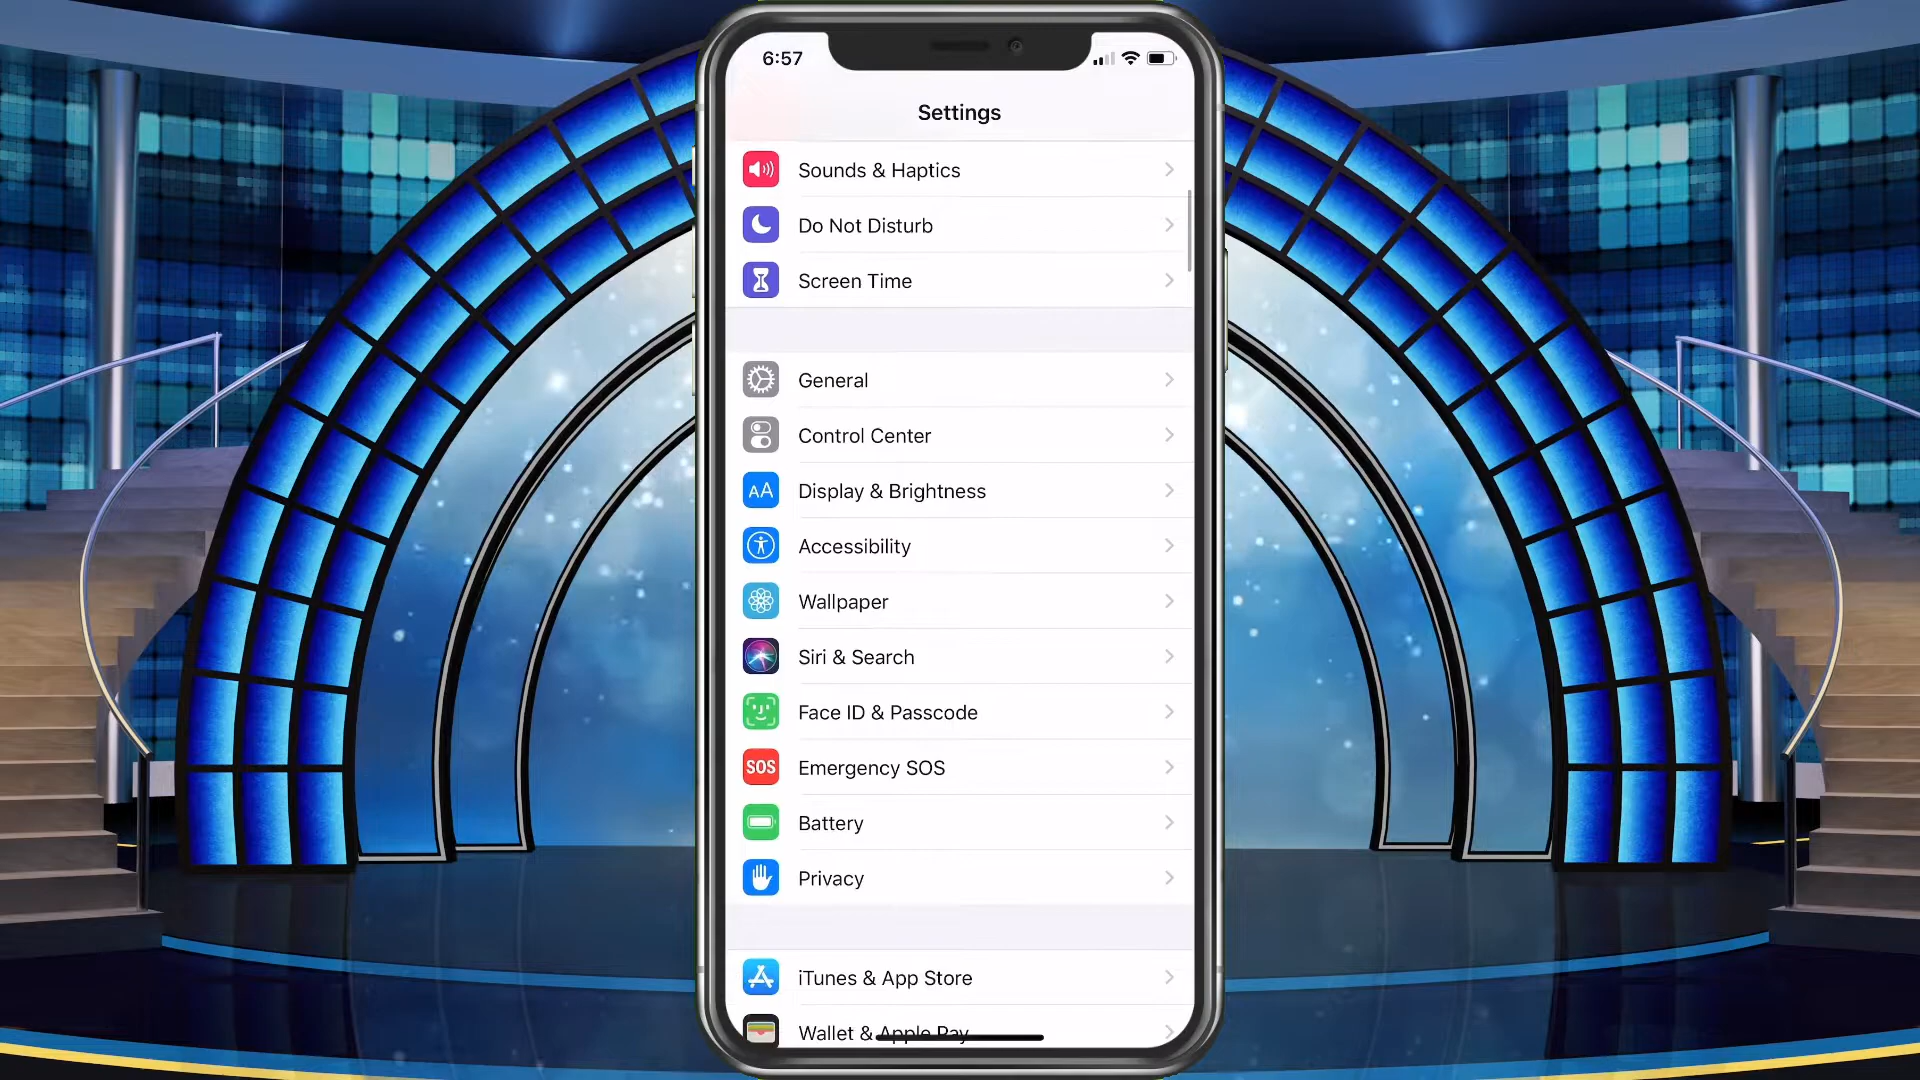 6:57
Settings
Sounds & Haptics
Do Not Disturb
Screen Time
General
Control Center
AA Display & Brightness
Accessibility
Wallpaper
Siri & Search
Face ID & Passcode
SOS Emergency SOS
Battery
Privacy
iTunes & App Store
Wallet & Apple Pay